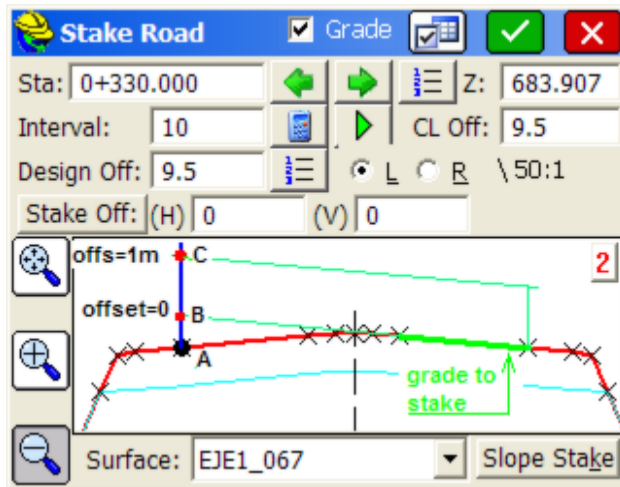 Stake Road Grade
Sta: 0+330.000 Z: 683.907
Interval: 10 CL Off: 9.5
Design Off: 9.5 L R \ 50:1
Stake Off: (H) 0 (V) 0
offs=1m C 2
offset=0 B
A
grade to
stake
Surface: EJE1_067 Slope Stake